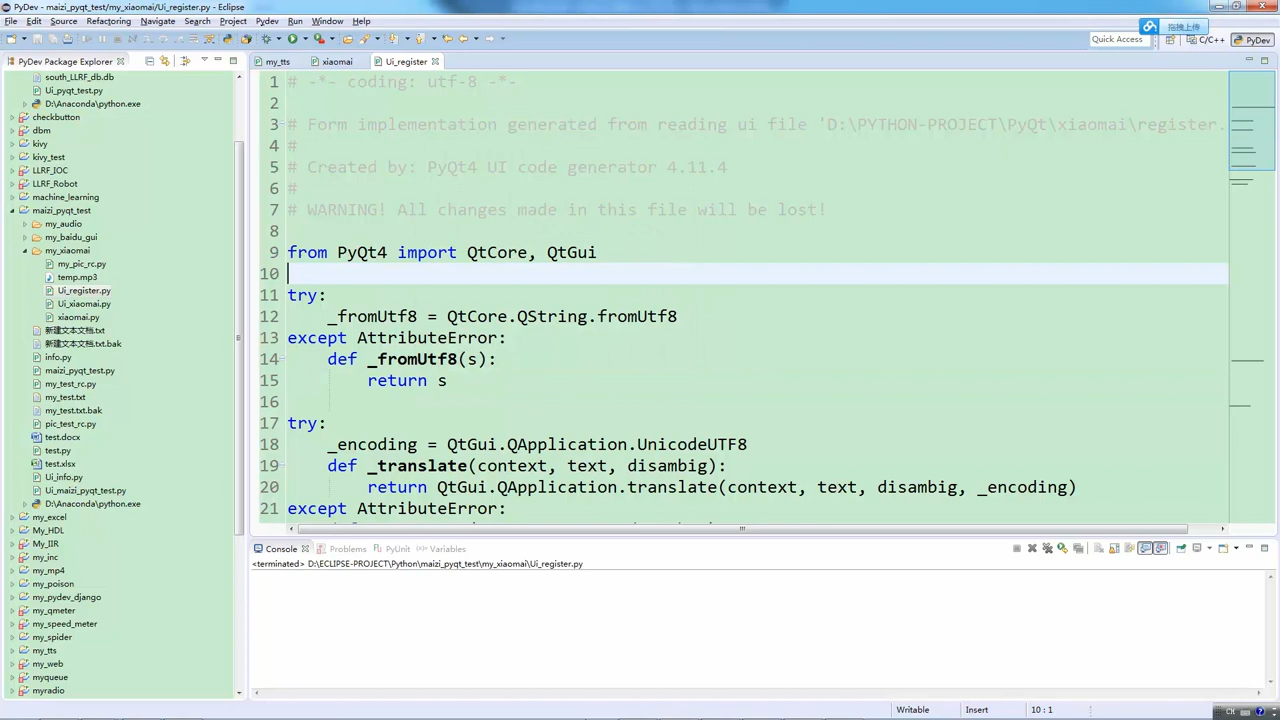 PyDev - maizi_pyqt_test/my_xiaomai/Ui_register.py - Eclipse
File Edit Source Refactoring Navigate Search Project Pydev Run Window Help
拖拽上传
Quick Access
C/C++
PyDev
PyDev Package Explorer
my_tts
xiaomai
Ui_register
south_LLRF_db.db
Ui_pyqt_test.py
D:\Anaconda\python.exe
checkbutton
dbm
kivy
kivy_test
LLRF_IOC
LLRF_Robot
machine_learning
maizi_pyqt_test
my_audio
my_baidu_gui
my_xiaomai
my_pic_rc.py
temp.mp3
Ui_register.py
Ui_xiaomai.py
xiaomai.py
新建文本文档.txt
新建文本文档.txt.bak
info.py
maizi_pyqt_test.py
my_test_rc.py
my_test.txt
my_test.txt.bak
pic_test_rc.py
test.docx
test.py
test.xlsx
Ui_info.py
Ui_maizi_pyqt_test.py
D:\Anaconda\python.exe
my_excel
My_HDL
My_IIR
my_inc
my_mp4
my_poison
my_pydev_django
my_qmeter
my_speed_meter
my_spider
my_tts
my_web
myqueue
myradio
1 # -*- coding: utf-8 -*-
2
3 # Form implementation generated from reading ui file 'D:\PYTHON-PROJECT\PyQt\xiaomai\register.
4 #
5 # Created by: PyQt4 UI code generator 4.11.4
6 #
7 # WARNING! All changes made in this file will be lost!
8
9 from PyQt4 import QtCore, QtGui
10
11 try:
12 _fromUtf8 = QtCore.QString.fromUtf8
13 except AttributeError:
14 def _fromUtf8(s):
15 return s
16
17 try:
18 _encoding = QtGui.QApplication.UnicodeUTF8
19 def _translate(context, text, disambig):
20 return QtGui.QApplication.translate(context, text, disambig, _encoding)
21 except AttributeError:
Console Problems PyUnit Variables
<terminated> D:\ECLIPSE-PROJECT\Python\maizi_pyqt_test\my_xiaomai\Ui_register.py
Writable Insert 10 : 1
CH